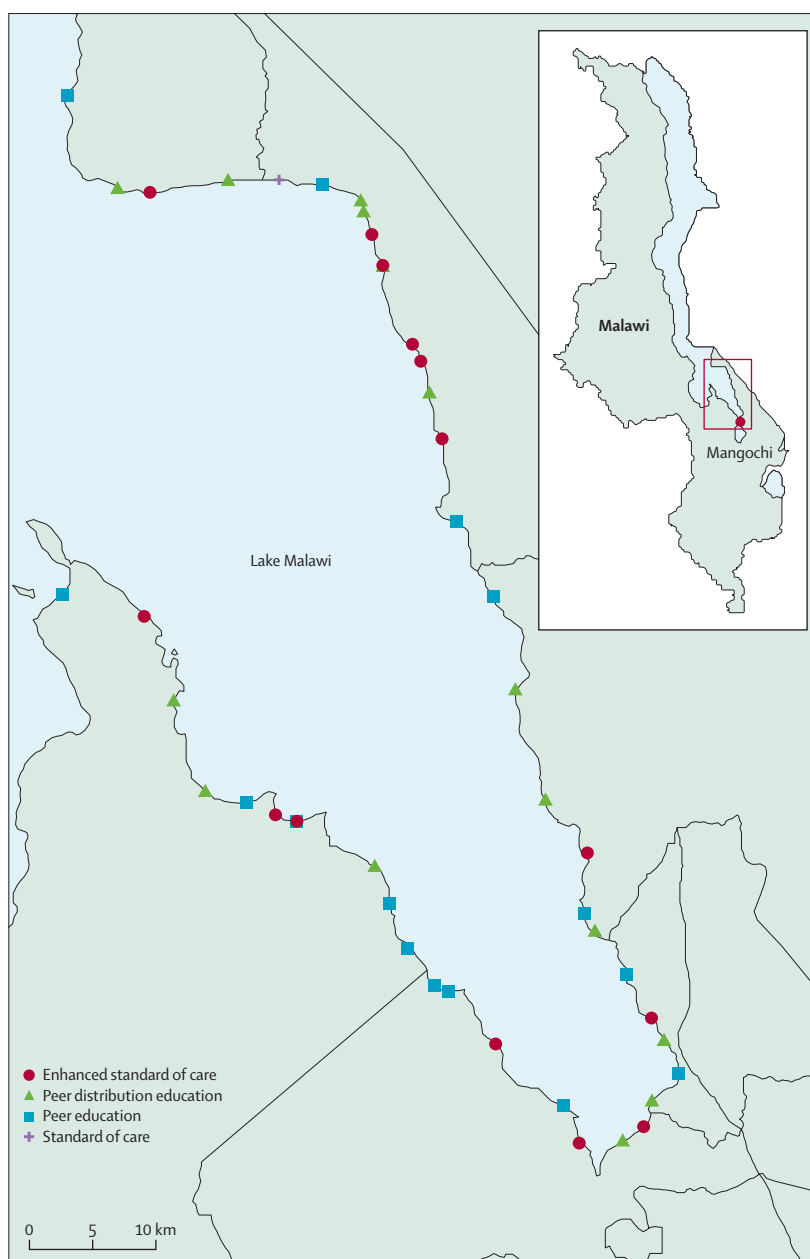 Malawi
Mangochi
Lake Malawi
Enhanced standard of care
Peer distribution education
Peer education
Standard of care
0 5 10 km